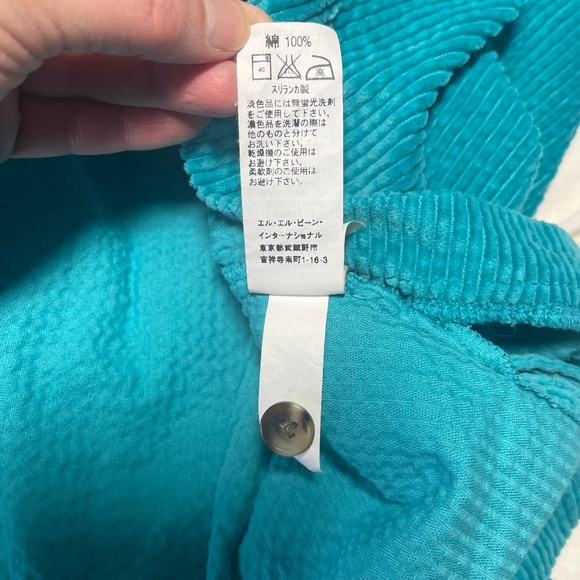 綿 100%
40 高
スリランカ製
淡色品には無蛍光洗剤
をご使用して下さい。
濃色品を洗濯の際は
他のものと分けて
お洗い下さい。
乾燥機のご使用は
お避け下さい。
柔軟剤のご使用は
お避け下さい。
エル・エル・ビーン・
インターナショナル
東京都武蔵野市
吉祥寺南町1-16-3